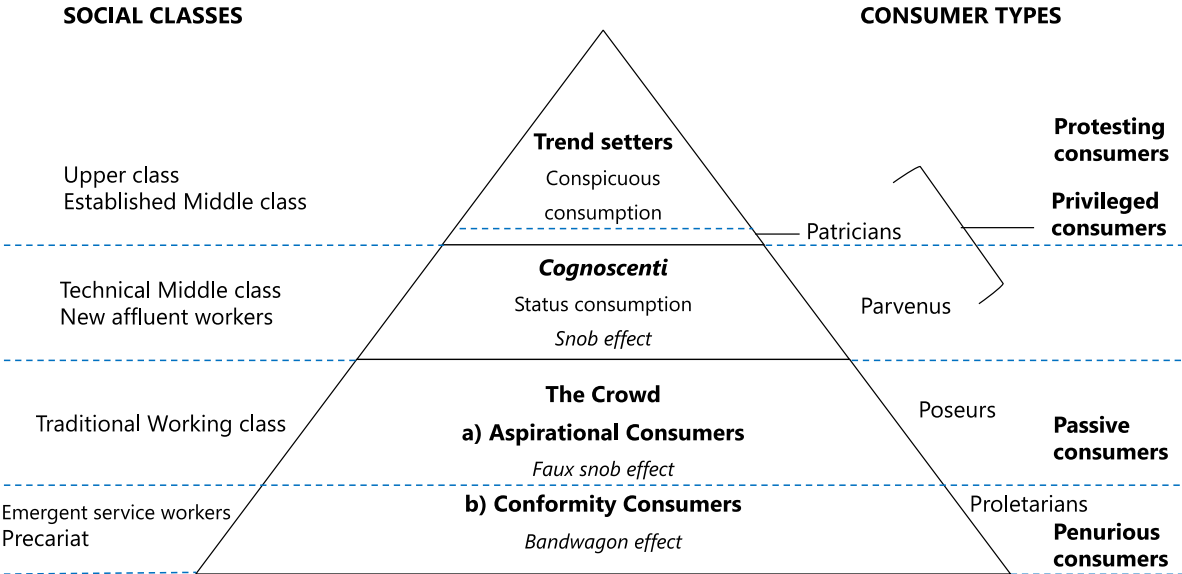 SOCIAL CLASSES
CONSUMER TYPES
Upper class
Established Middle class
Trend setters
Conspicuous
consumption
Patricians
Protesting
consumers
Privileged
consumers
Technical Middle class
New affluent workers
Cognoscenti
Status consumption
Snob effect
Parvenus
Traditional Working class
The Crowd
a) Aspirational Consumers
Faux snob effect
Poseurs
Passive
consumers
Emergent service workers
Precariat
b) Conformity Consumers
Bandwagon effect
Proletarians
Penurious
consumers